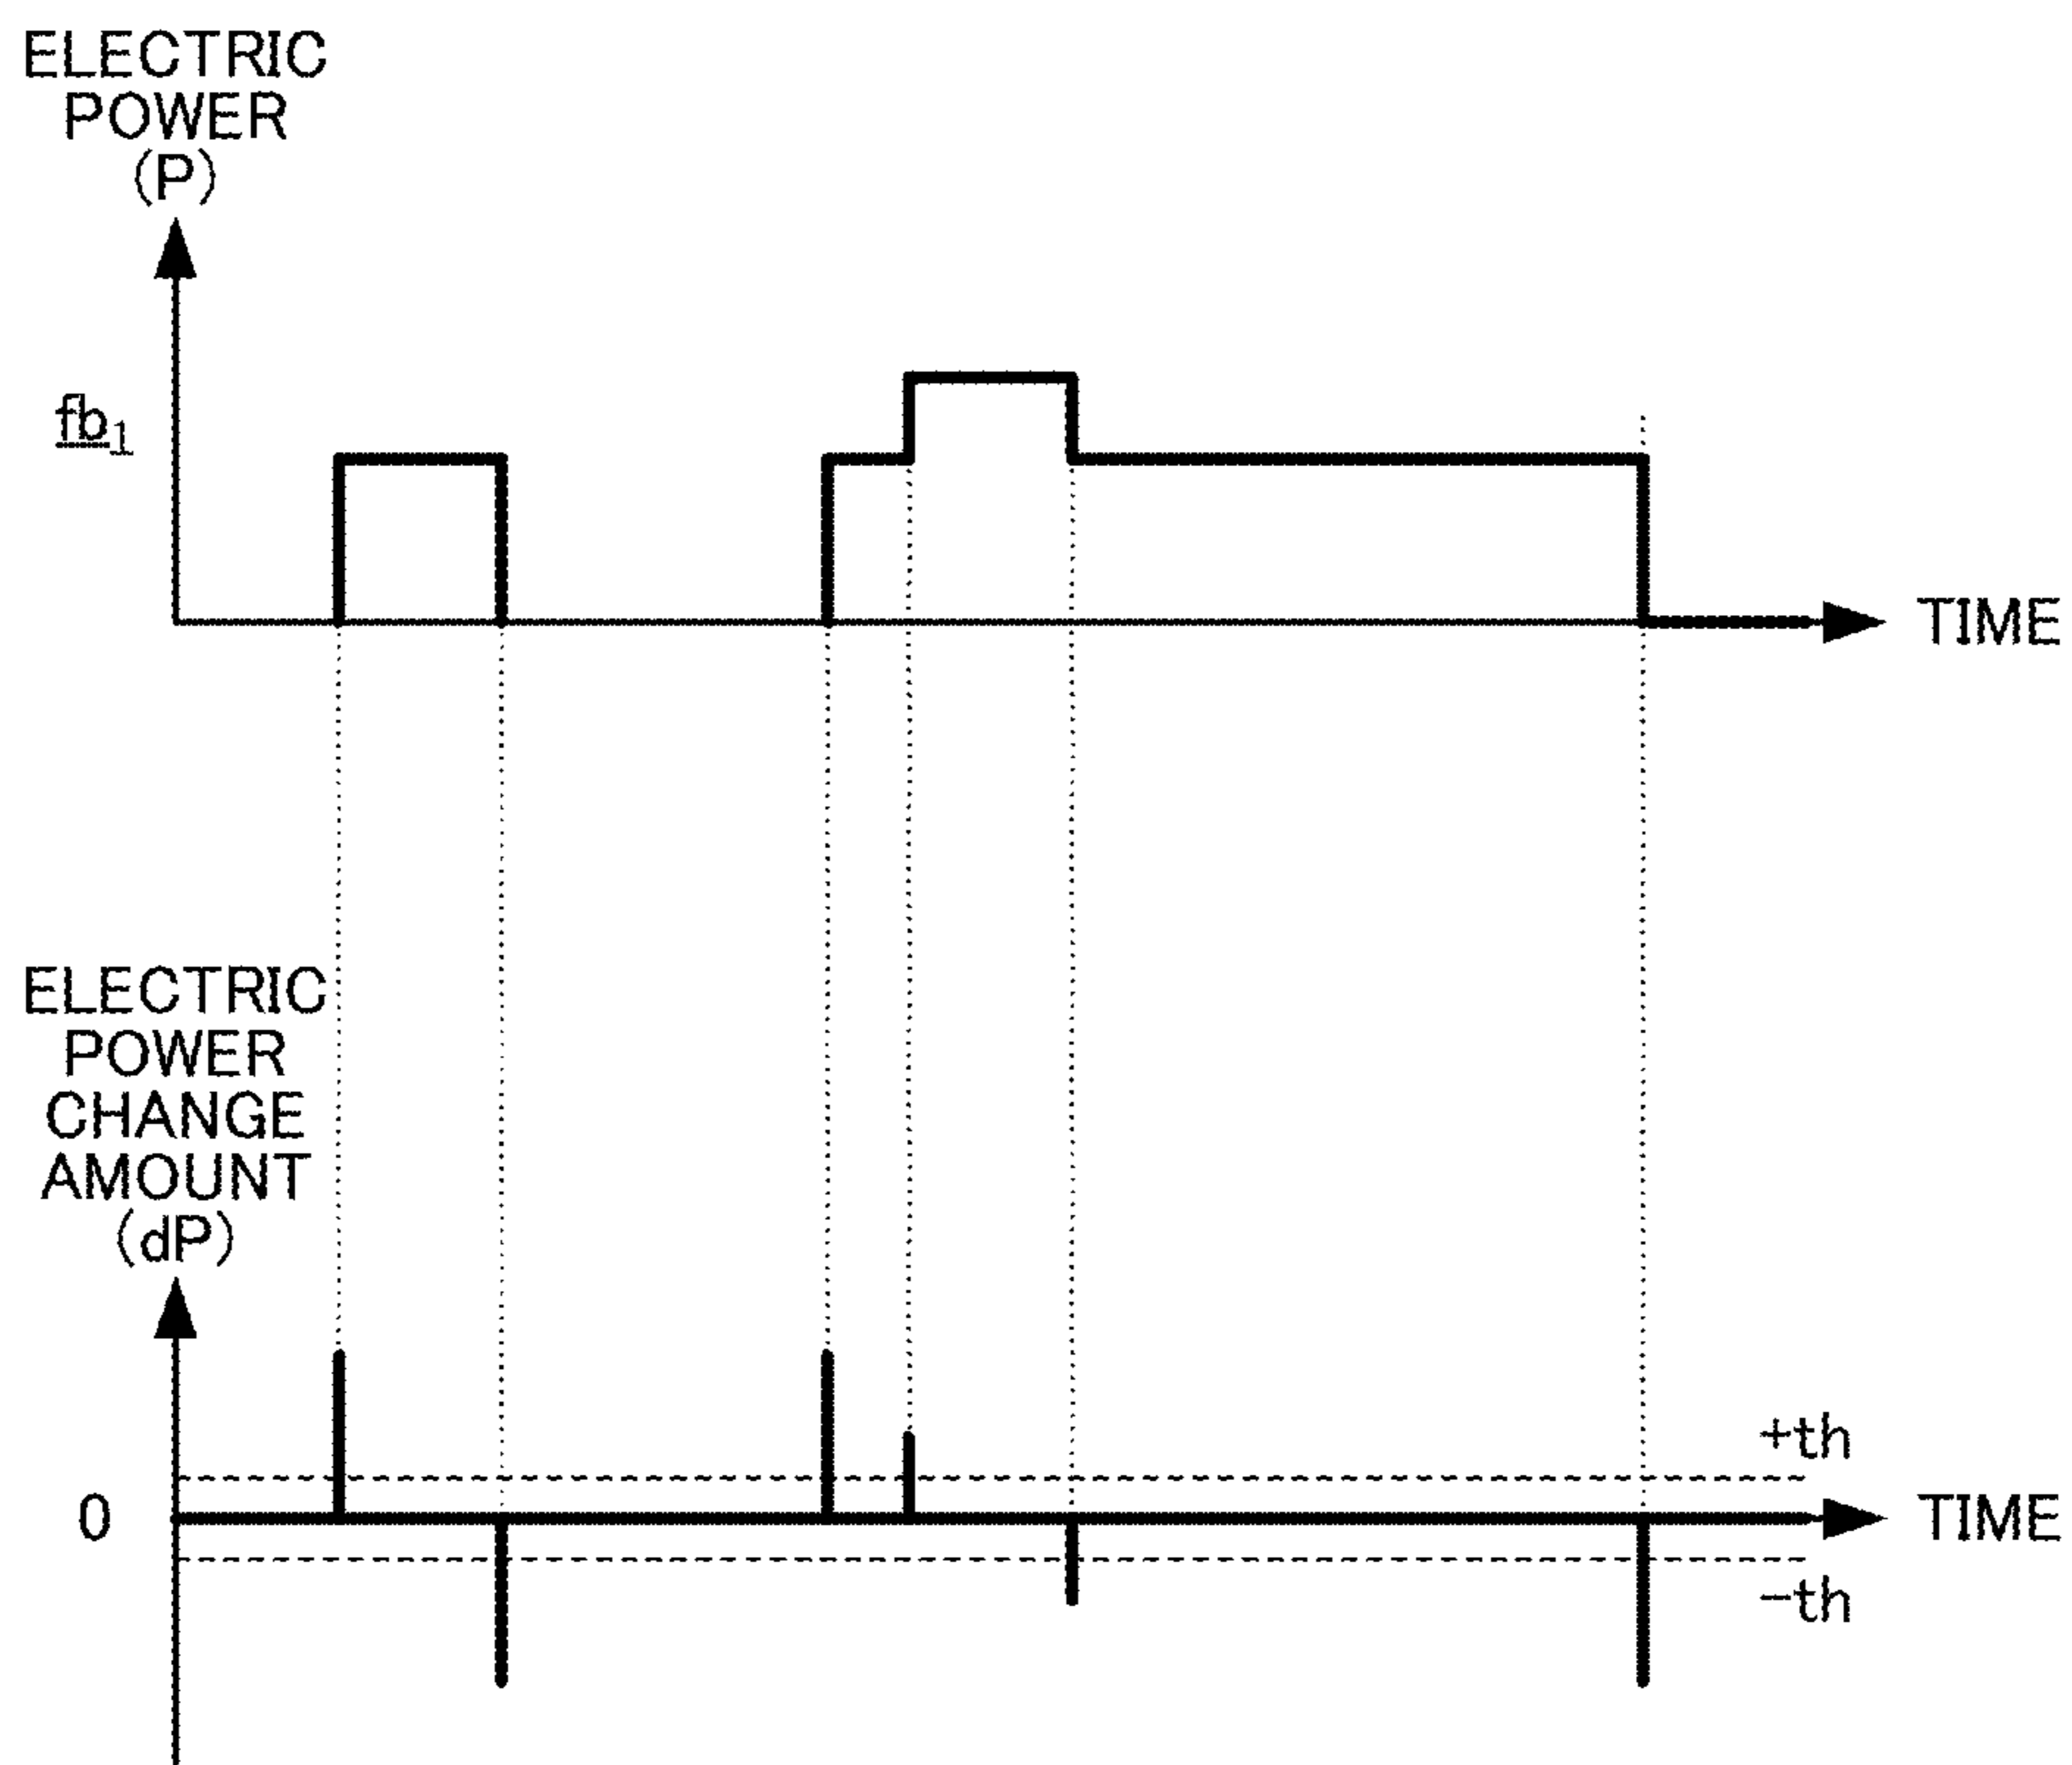 ELECTRIC
POWER
(P)
fb1
TIME
ELECTRIC
POWER
CHANGE
AMOUNT
(dP)
+th
0
TIME
−th